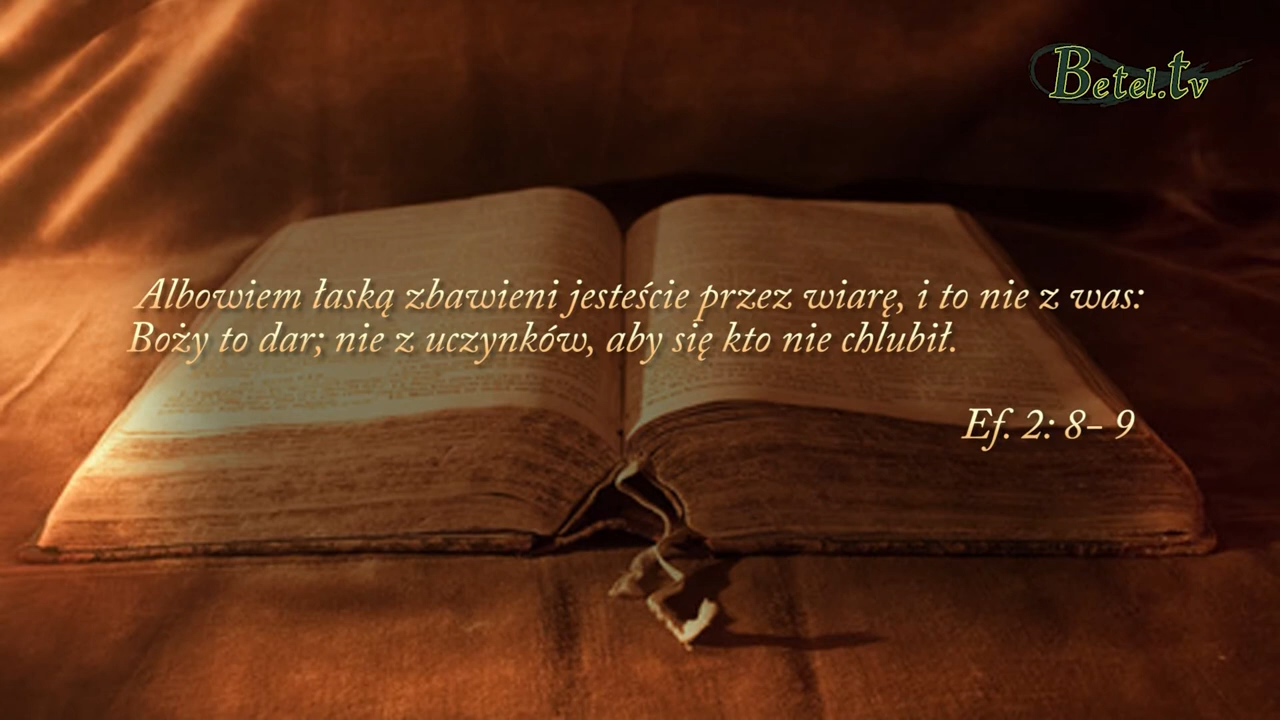 Betel.tv
Albowiem łaską zbawieni jesteście przez wiarę, i to nie z was:
Boży to dar; nie z uczynków, aby się kto nie chlubił.
Ef. 2: 8- 9